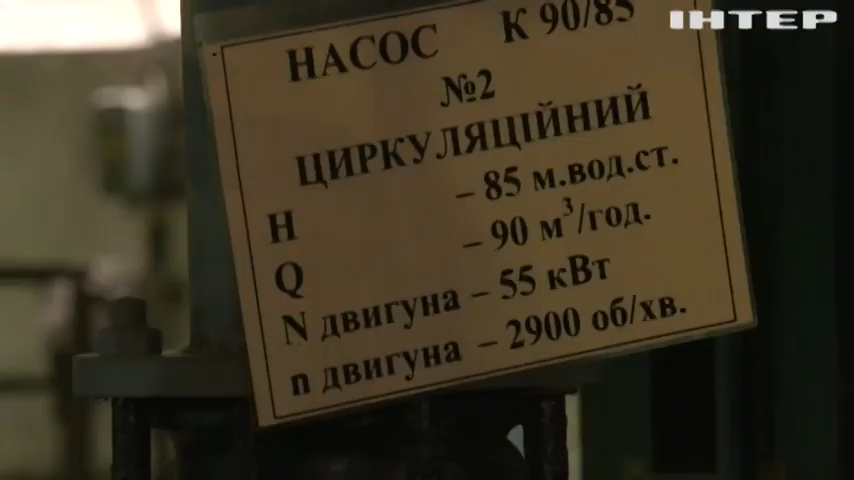 ІНТЕР
НАСОС К 90/85
№2
ЦИРКУЛЯЦІЙНИЙ
H – 85 м.вод.ст.
Q – 90 м³/год.
N двигуна – 55 кВт
n двигуна – 2900 об/хв.